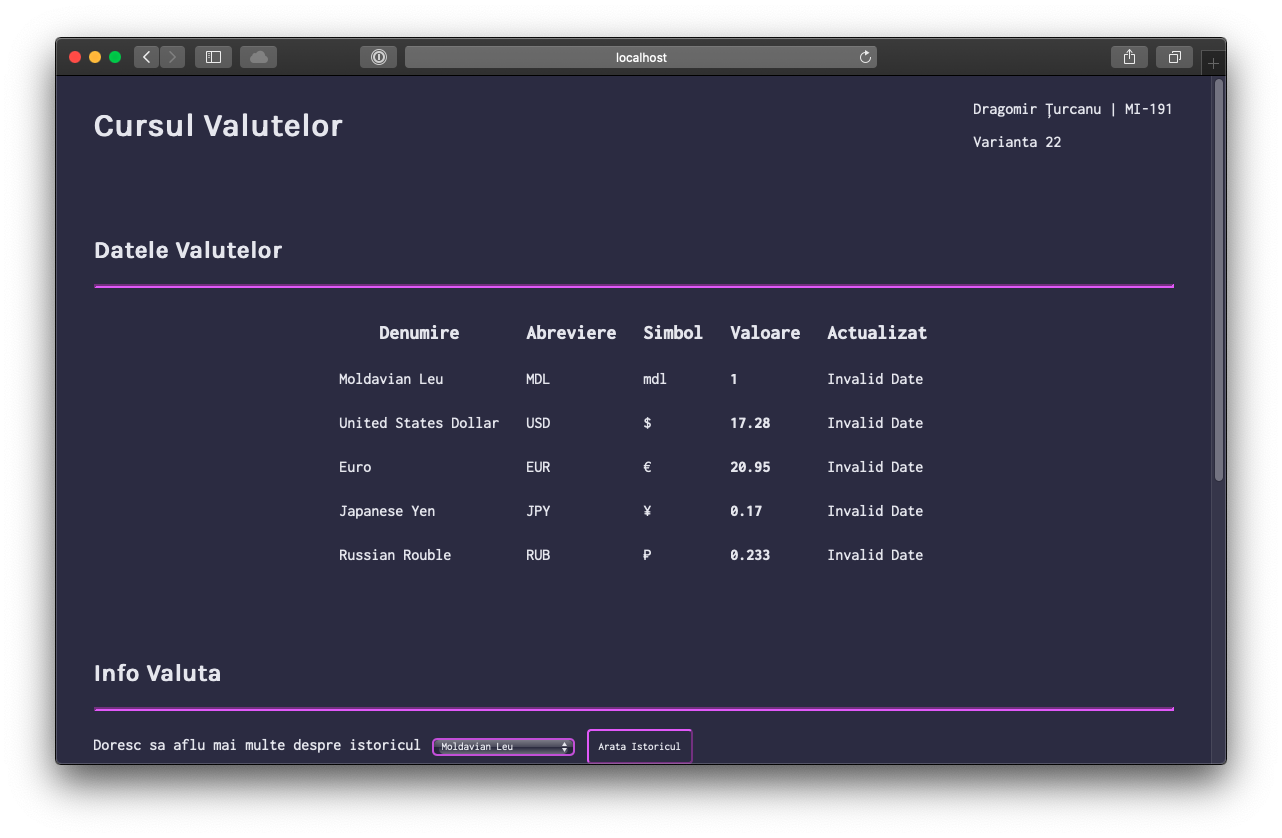 localhost
Cursul Valutelor
Dragomir Țurcanu | MI-191
Varianta 22
Datele Valutelor
Denumire Abreviere Simbol Valoare Actualizat
Moldavian Leu MDL mdl 1 Invalid Date
United States Dollar USD $ 17.28 Invalid Date
Euro EUR € 20.95 Invalid Date
Japanese Yen JPY ¥ 0.17 Invalid Date
Russian Rouble RUB ₽ 0.233 Invalid Date
Info Valuta
Doresc sa aflu mai multe despre istoricul Moldavian Leu Arata Istoricul